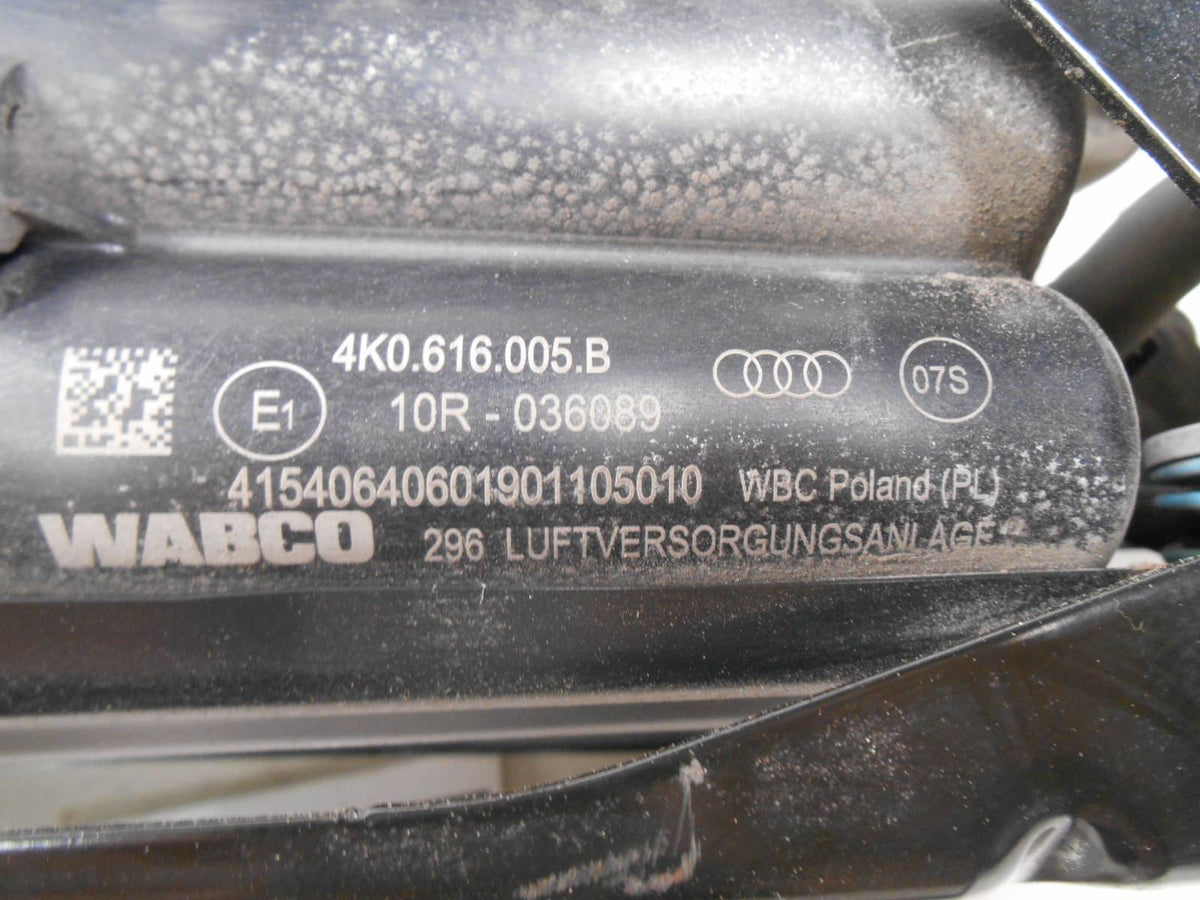 4K0.616.005.B
E1
10R - 036089
07S
41540640601901105010 WBC Poland (PL)
WABCO 296 LUFTVERSORGUNGSANLAGE